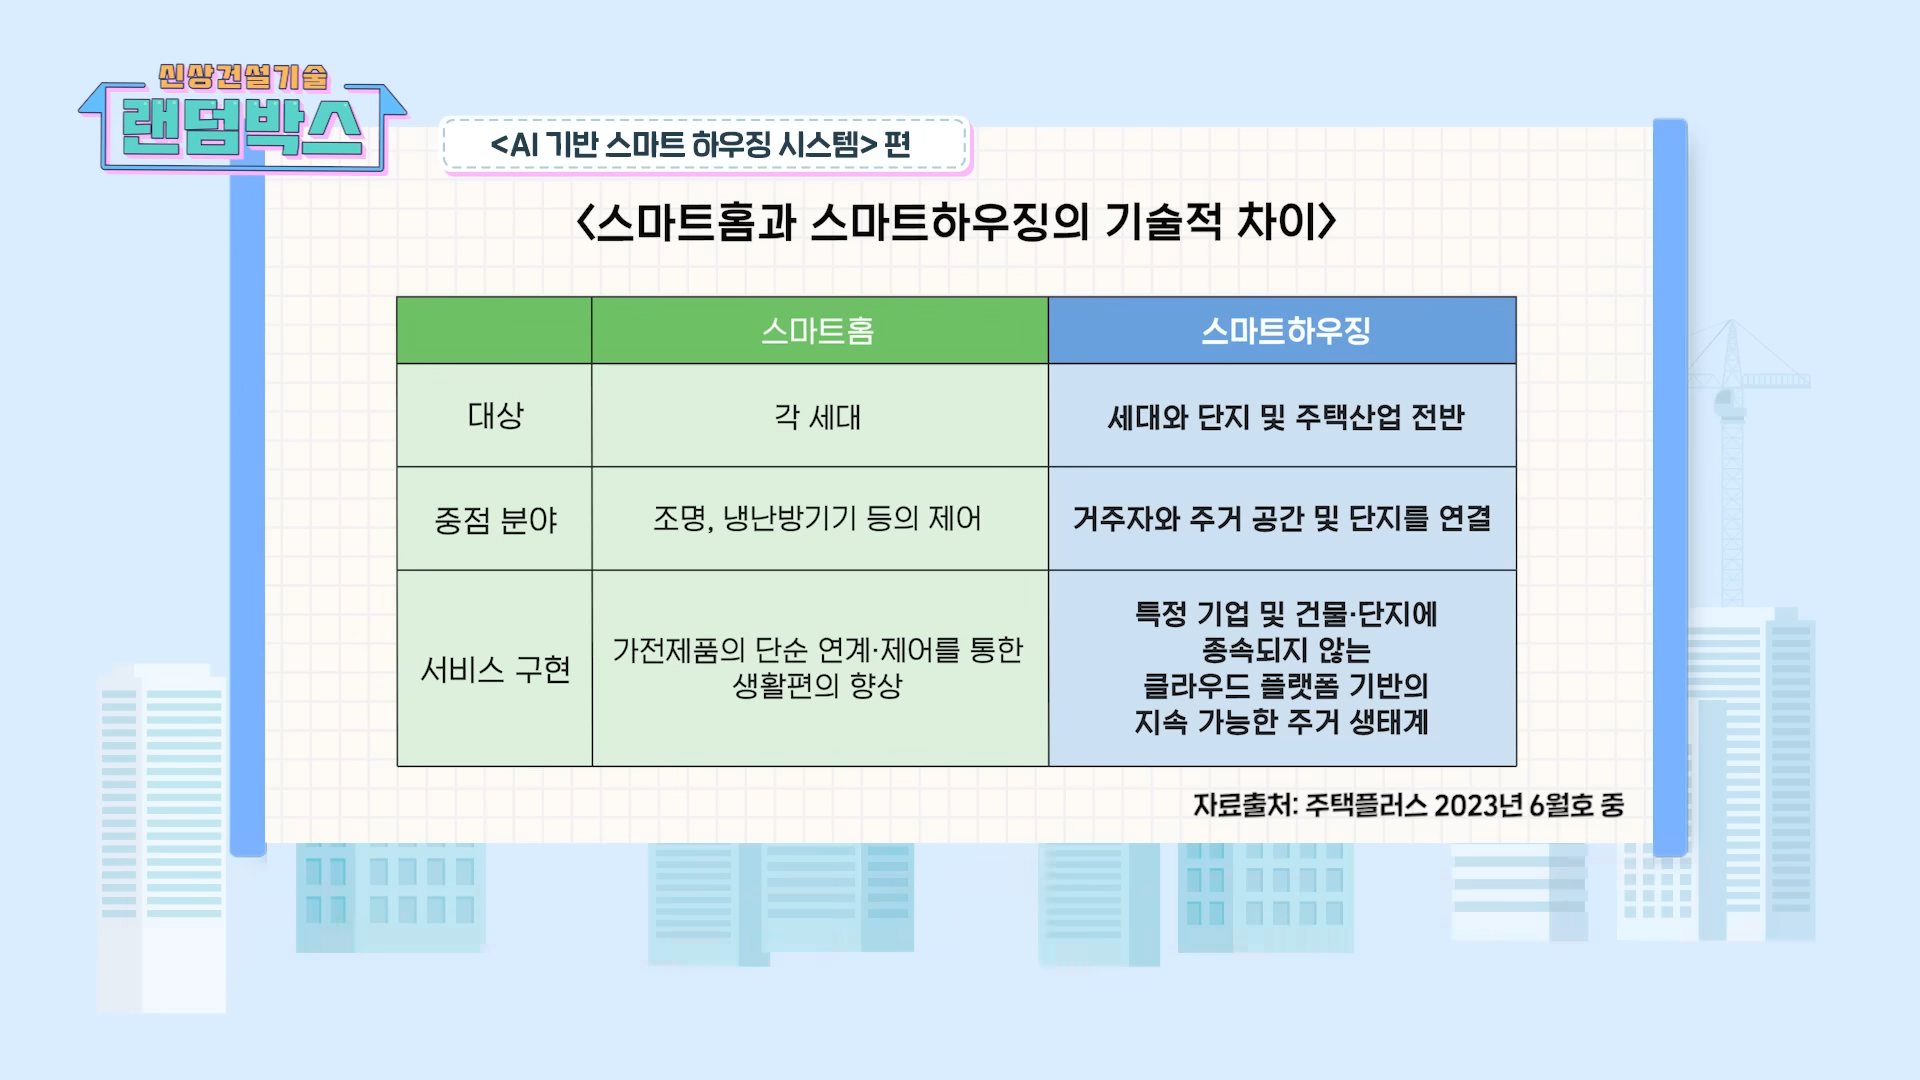 신상건설기술
랜덤박스
<AI 기반 스마트 하우징 시스템> 편
<스마트홈과 스마트하우징의 기술적 차이>
스마트홈
스마트하우징
대상
각 세대
세대와 단지 및 주택산업 전반
중점 분야
조명, 냉난방기기 등의 제어
거주자와 주거 공간 및 단지를 연결
서비스 구현
가전제품의 단순 연계·제어를 통한
생활편의 향상
특정 기업 및 건물·단지에
종속되지 않는
클라우드 플랫폼 기반의
지속 가능한 주거 생태계
자료출처: 주택플러스 2023년 6월호 중